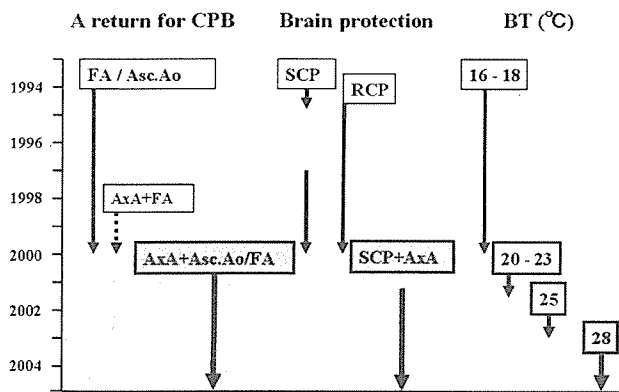 A return for CPB Brain protection BT (℃)
1994
1996
1998
2000
2002
2004
FA / Asc.Ao
AxA+FA
AxA+Asc.Ao/FA
SCP
RCP
SCP+AxA
16 - 18
20 - 23
25
28